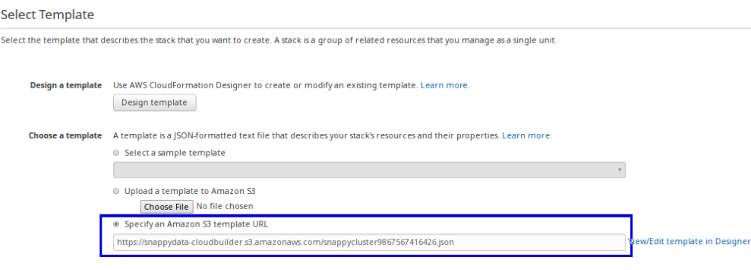 Select Template
Select the template that describes the stack that you want to create. A stack is a group of related resources that you manage as a single unit.
Design a template Use AWS CloudFormation Designer to create or modify an existing template. Learn more.
Design template
Choose a template A template is a JSON-formatted text file that describes your stack's resources and their properties. Learn more.
Select a sample template
Upload a template to Amazon S3
Choose File No file chosen
Specify an Amazon S3 template URL
https://snappydata-cloudbuilder.s3.amazonaws.com/snappycluster9867567416426.json View/Edit template in Designer